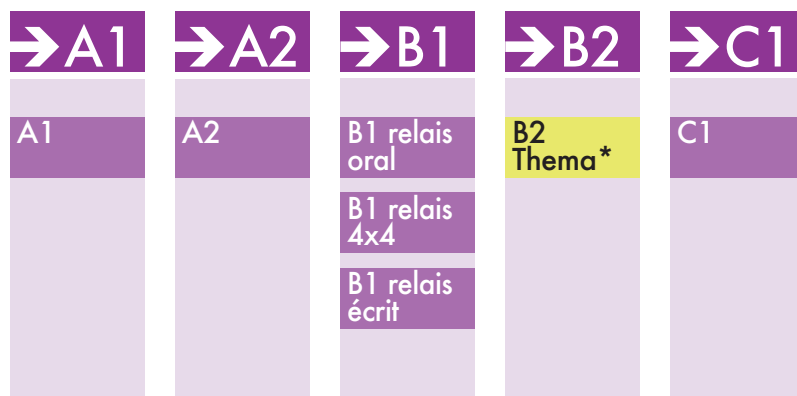 ➔A1
➔A2
➔B1
➔B2
➔C1
A1
A2
B1 relais
oral
B1 relais
4x4
B1 relais
écrit
B2
Thema*
C1